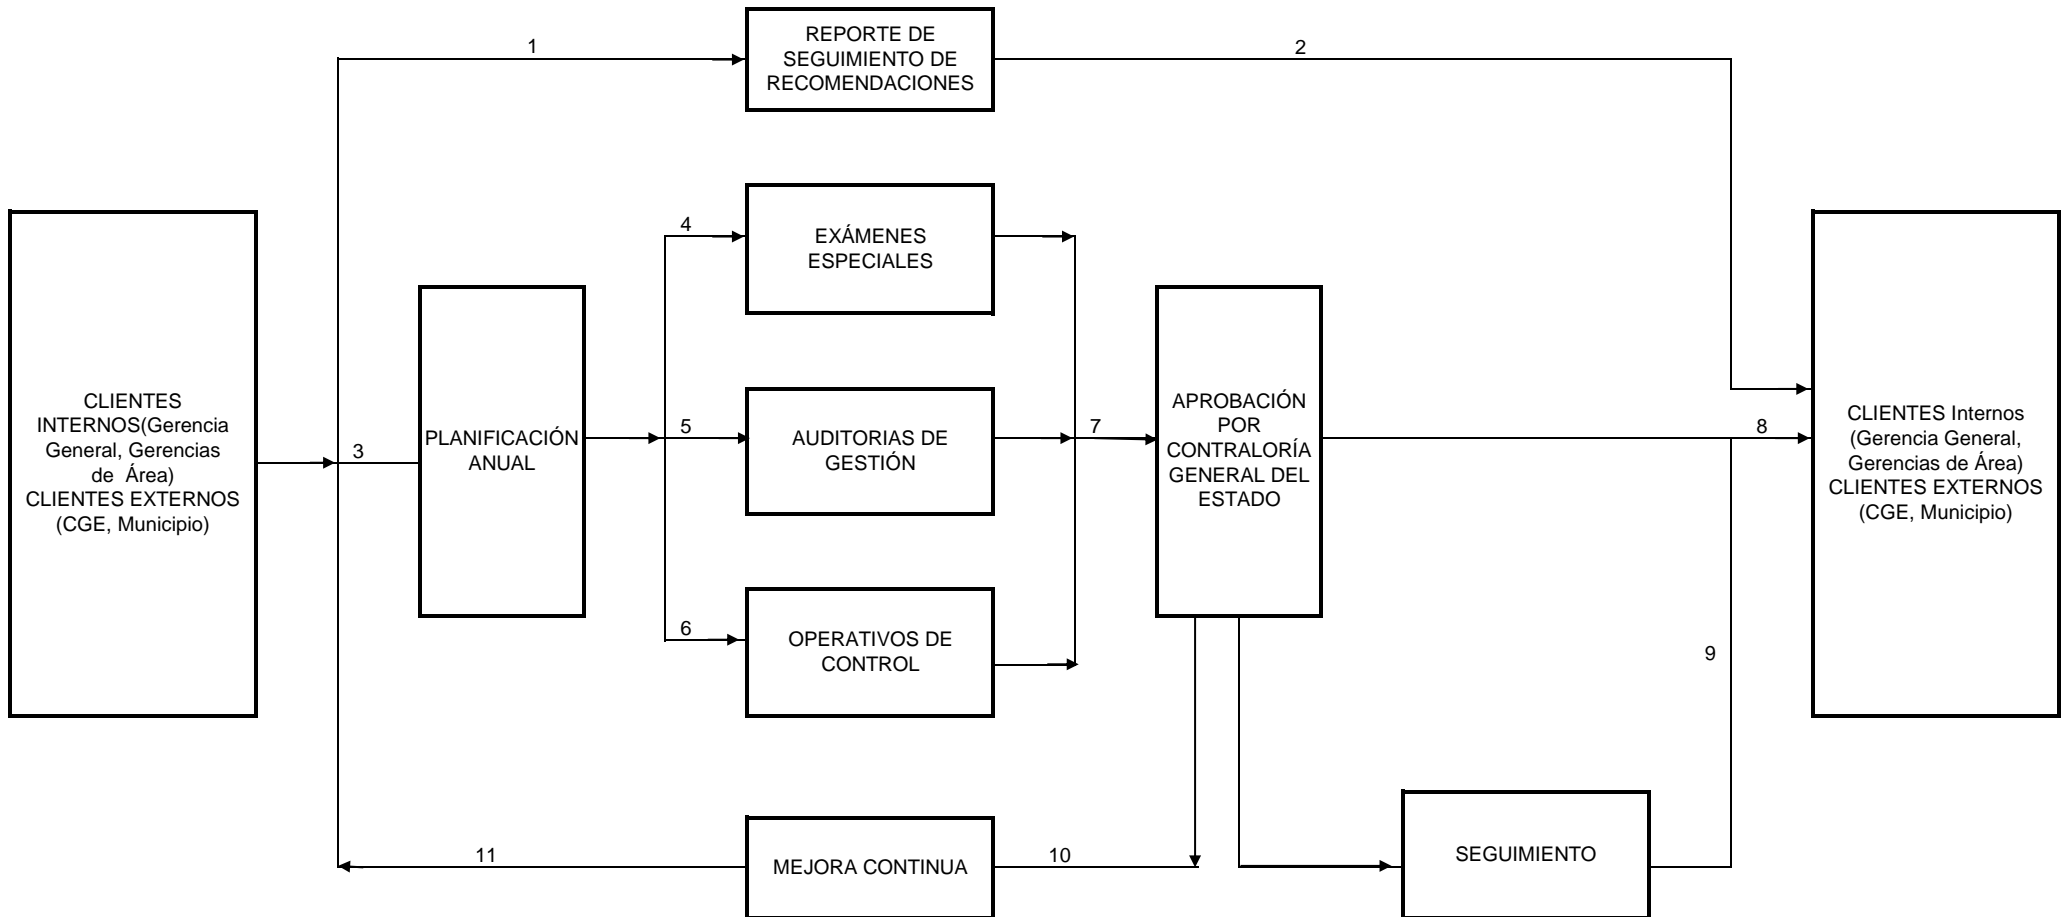 1
REPORTE DE
SEGUIMIENTO DE
RECOMENDACIONES
2
CLIENTES
INTERNOS(Gerencia
General, Gerencias
de Área)
CLIENTES EXTERNOS
(CGE, Municipio)
3
PLANIFICACIÓN
ANUAL
4
EXÁMENES
ESPECIALES
5
AUDITORIAS DE
GESTIÓN
6
OPERATIVOS DE
CONTROL
7
APROBACIÓN
POR
CONTRALORÍA
GENERAL DEL
ESTADO
8
CLIENTES Internos
(Gerencia General,
Gerencias de Área)
CLIENTES EXTERNOS
(CGE, Municipio)
9
SEGUIMIENTO
10
MEJORA CONTINUA
11